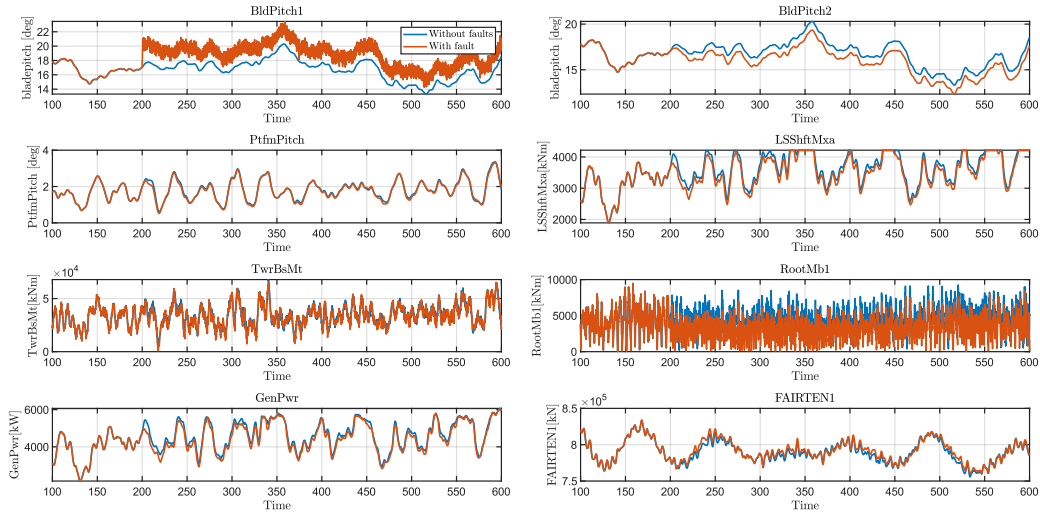 BldPitch1
bladepitch [deg]
22
20
18
16
14
Without faults
With fault
100 150 200 250 300 350 400 450 500 550 600
Time
BldPitch2
bladepitch [deg]
20
15
100 150 200 250 300 350 400 450 500 550 600
Time
PtfmPitch
PtfmPitch [deg]
4
2
0
100 150 200 250 300 350 400 450 500 550 600
Time
LSShftMxa
LSShftMxa[kNm]
4000
3000
2000
100 150 200 250 300 350 400 450 500 550 600
Time
TwrBsMt
TwrBsMt[kNm]
×10⁴
5
0
100 150 200 250 300 350 400 450 500 550 600
Time
RootMb1
RootMb1[kNm]
10000
5000
0
100 150 200 250 300 350 400 450 500 550 600
Time
GenPwr
GenPwr[kW]
6000
4000
100 150 200 250 300 350 400 450 500 550 600
Time
FAIRTEN1
FAIRTEN1[kN]
×10⁵
8.5
8
7.5
100 150 200 250 300 350 400 450 500 550 600
Time